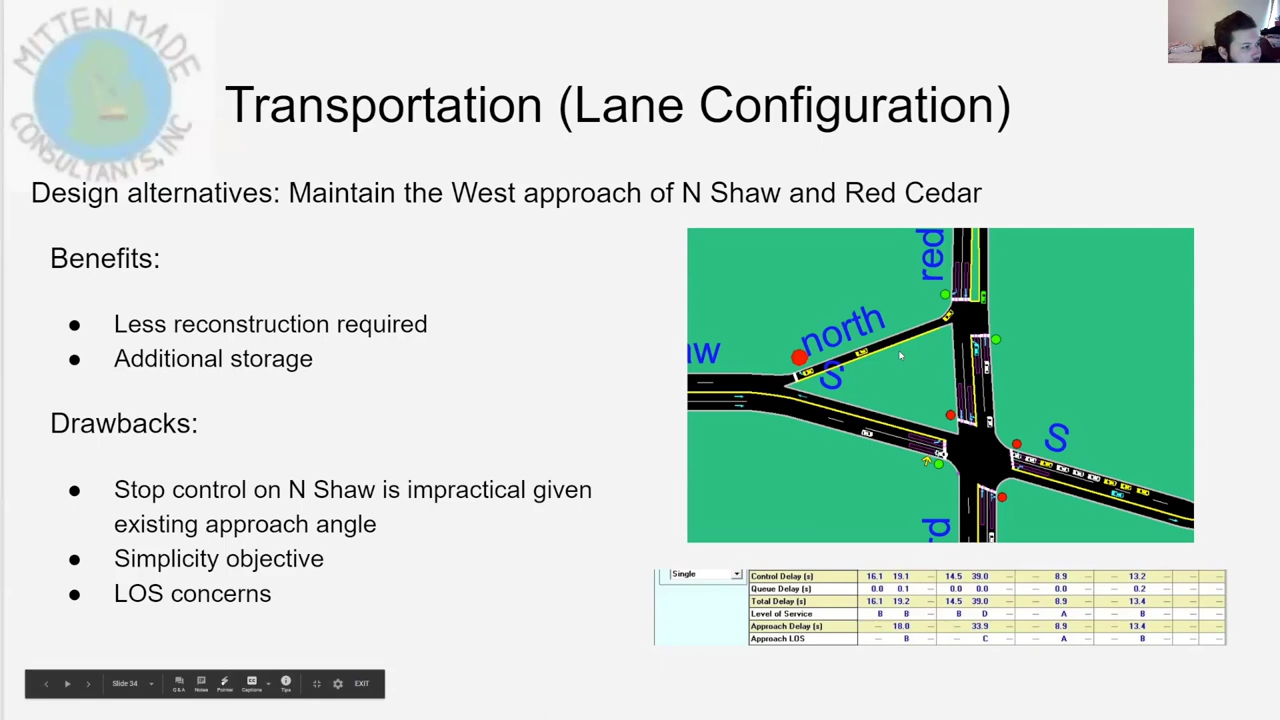 MITTEN MADE
CONSULTANTS, INC
Transportation (Lane Configuration)
Design alternatives: Maintain the West approach of N Shaw and Red Cedar
Benefits:
● Less reconstruction required
● Additional storage
Drawbacks:
● Stop control on N Shaw is impractical given
existing approach angle
● Simplicity objective
● LOS concerns
red
north
aw
S
S
rd
Single
Control Delay (s) 16.1 19.1 — 14.5 39.0 — — 8.9 — — 13.2 — — —
Queue Delay (s) 0.0 0.1 — 0.0 0.0 — — 0.0 — — 0.2 — — —
Total Delay (s) 16.1 19.2 — 14.5 39.0 — — 8.9 — — 13.4 — — —
Level of Service B B — B D — — A — — B — — —
Approach Delay (s) — 18.0 — — 33.9 — — 8.9 — — 13.4 — — —
Approach LOS — B — — C — — A — — B — — —
Slide 34
Q & A
Notes
Pointer
Captions
Tips
EXIT